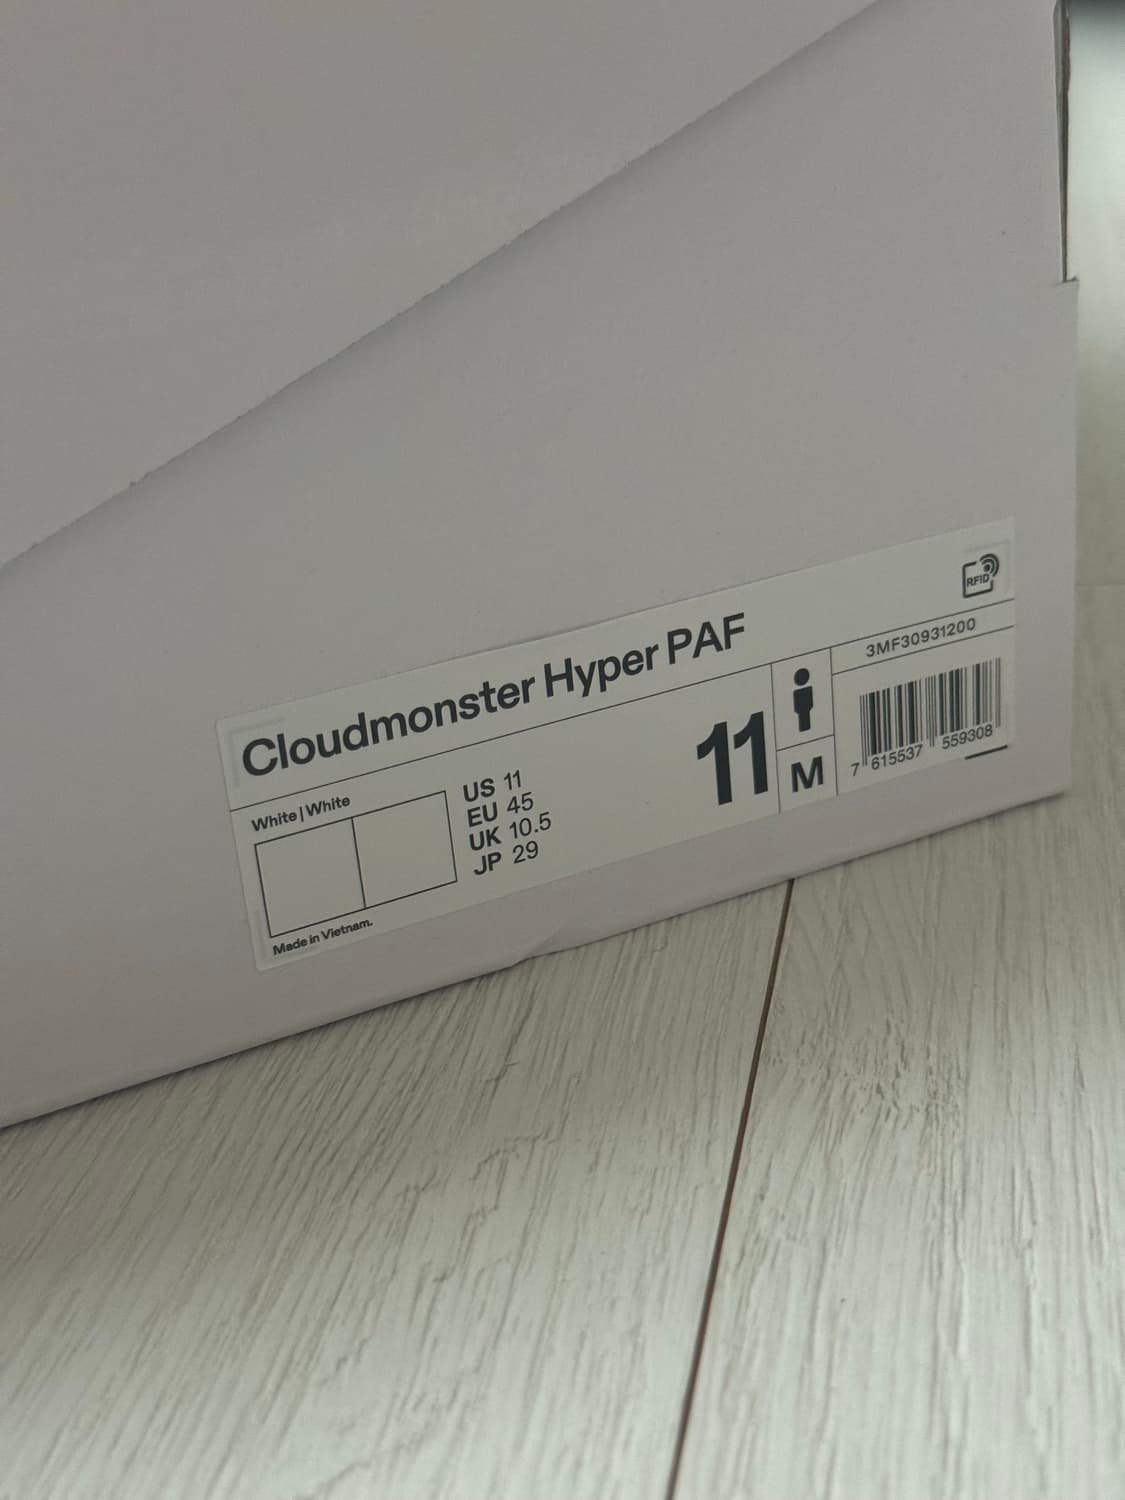 RFID
Cloudmonster Hyper PAF
3MF30931200
White | White
US 11
EU 45
UK 10.5
JP 29
11
M
7 615537 559308
Made in Vietnam.